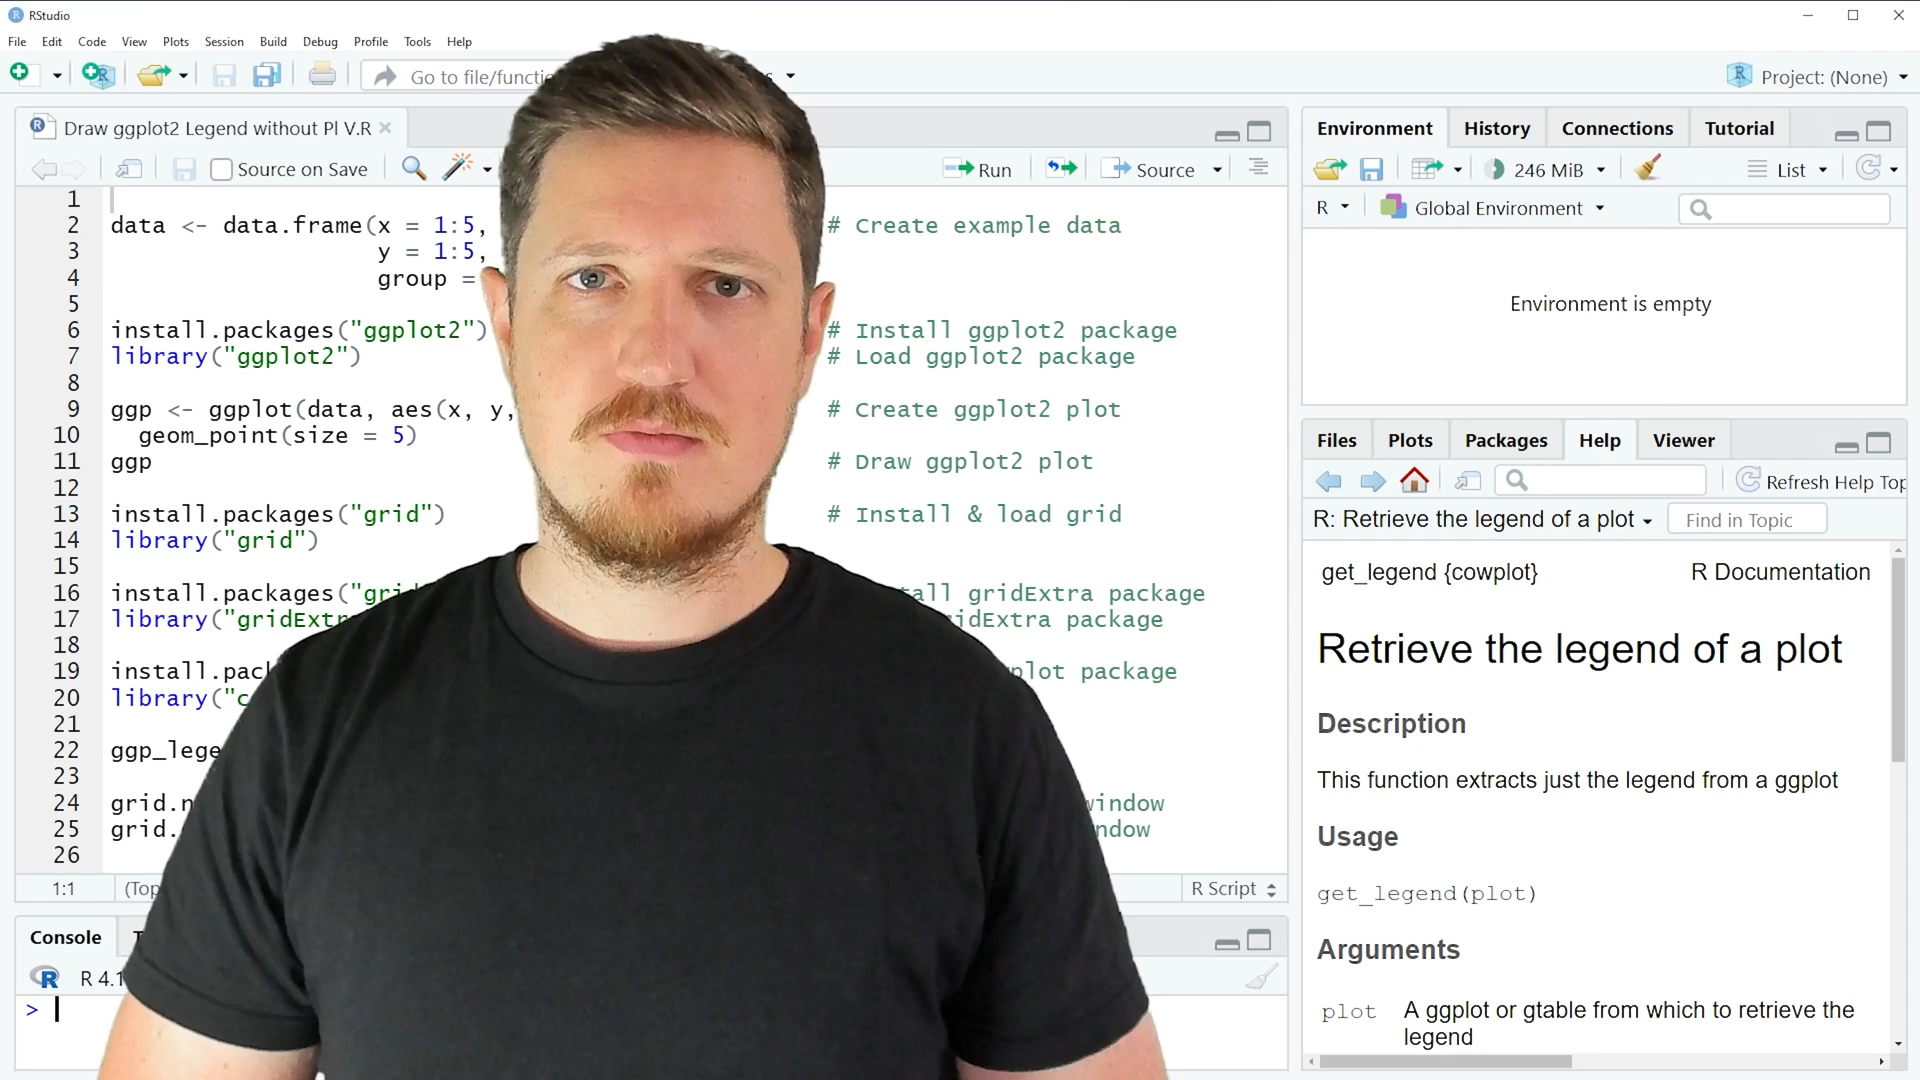 RStudio
File Edit Code View Plots Session Build Debug Profile Tools Help
Go to file/functio
Project: (None)
Draw ggplot2 Legend without Pl V.R
Source on Save
Run
Source
1
2 data <- data.frame(x = 1:5, # Create example data
3 y = 1:5,
4 group =
5
6 install.packages("ggplot2") # Install ggplot2 package
7 library("ggplot2") # Load ggplot2 package
8
9 ggp <- ggplot(data, aes(x, y, # Create ggplot2 plot
10 geom_point(size = 5)
11 ggp # Draw ggplot2 plot
12
13 install.packages("grid") # Install & load grid
14 library("grid")
15
16 install.packages("grid tall gridExtra package
17 library("gridExtr idExtra package
18
19 install.pac plot package
20 library("c
21
22 ggp_lege
23
24 grid.n window
25 grid. ndow
26
1:1 (Top R Script
Console T
R 4.1
>
Environment History Connections Tutorial
246 MiB List
R Global Environment
Environment is empty
Files Plots Packages Help Viewer
Refresh Help Top
R: Retrieve the legend of a plot Find in Topic
get_legend {cowplot} R Documentation
Retrieve the legend of a plot
Description
This function extracts just the legend from a ggplot
Usage
get_legend(plot)
Arguments
plot A ggplot or gtable from which to retrieve the
legend